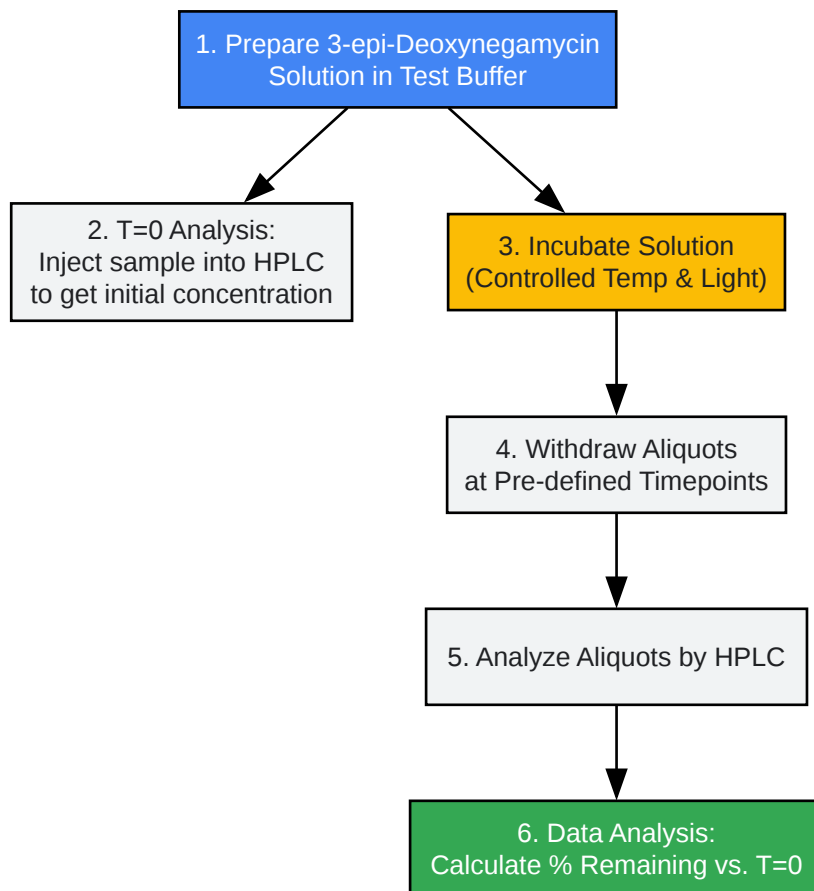 1. Prepare 3-epi-Deoxynegamycin
Solution in Test Buffer
2. T=0 Analysis:
Inject sample into HPLC
to get initial concentration
3. Incubate Solution
(Controlled Temp & Light)
4. Withdraw Aliquots
at Pre-defined Timepoints
5. Analyze Aliquots by HPLC
6. Data Analysis:
Calculate % Remaining vs. T=0